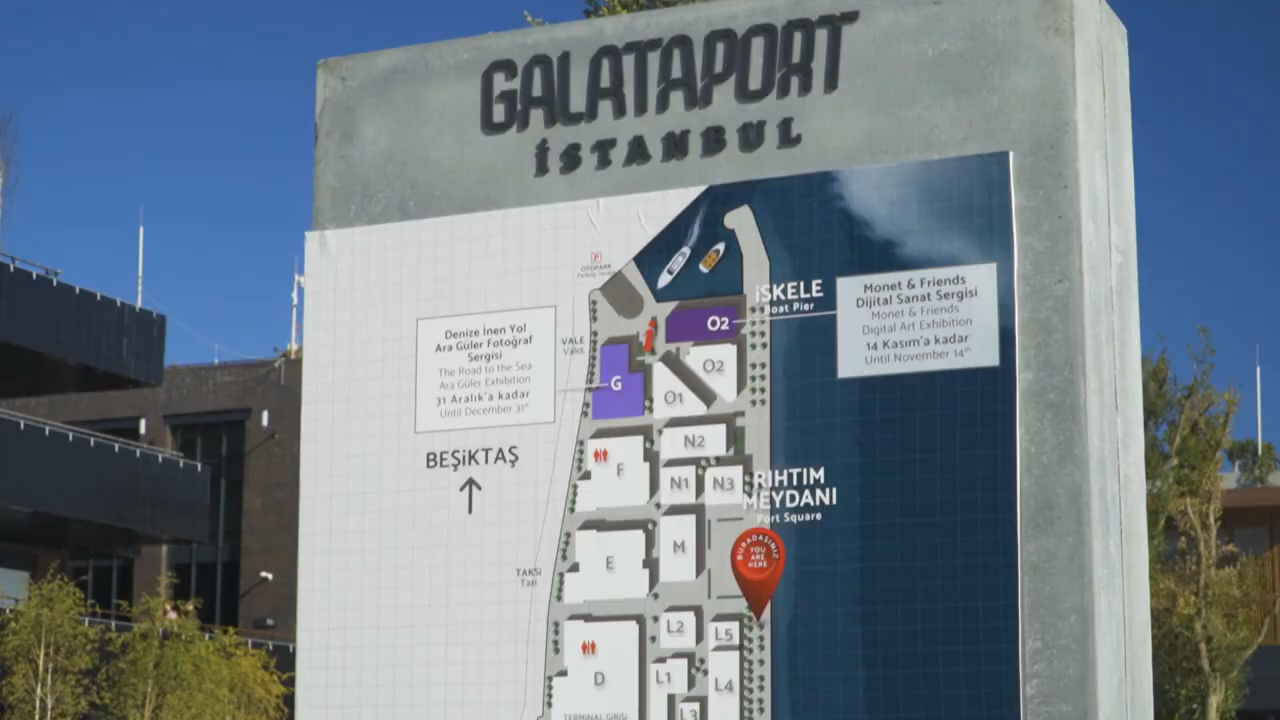 GALATAPORT
İSTANBUL
P
OTOPARK
İSKELE
Boat Pier
Monet & Friends
Dijital Sanat Sergisi
Monet & Friends
Digital Art Exhibition
14 Kasım'a kadar
Until November 14th
Denize İnen Yol
Ara Güler Fotoğraf
Sergisi
The Road to the Sea
Ara Güler Exhibition
31 Aralık'a kadar
Until December 31st
VALE
Valet
O2
O2
G
O1
BEŞİKTAŞ
N2
F
N1
N3
RIHTIM
MEYDANI
Port Square
M
E
BURADASINIZ
YOU
ARE
HERE
TAKSİ
Taxi
L2
L5
D
L1
L4
L3
TERMINAL GİRİŞİ